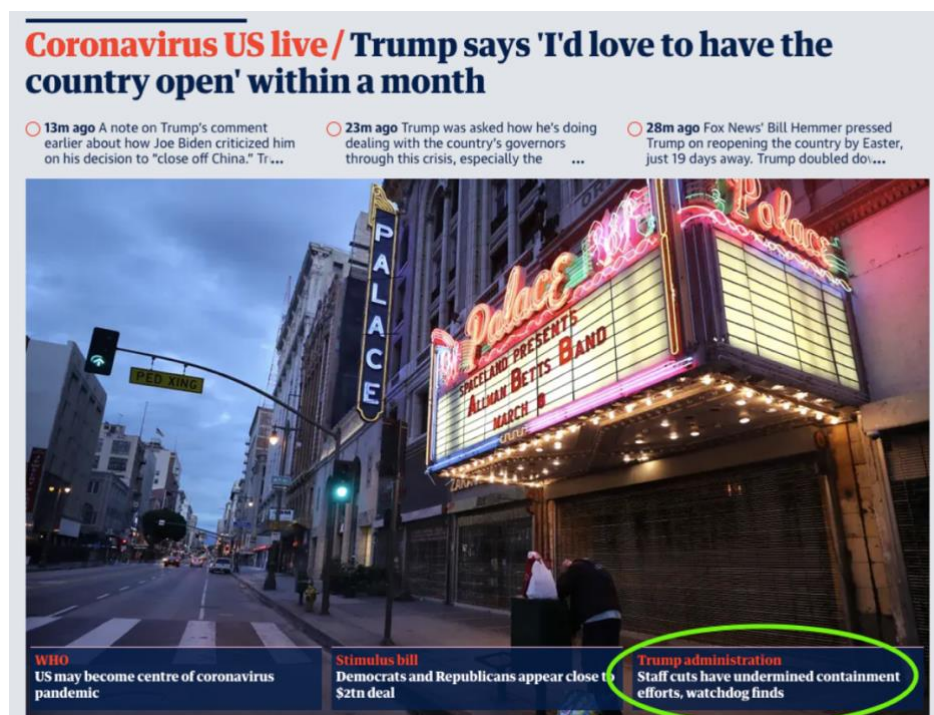 Coronavirus US live / Trump says 'I'd love to have the
country open' within a month
13m ago A note on Trump's comment
earlier about how Joe Biden criticized him
on his decision to "close off China." Tr...
23m ago Trump was asked how he's doing
dealing with the country's governors
through this crisis, especially the ...
28m ago Fox News' Bill Hemmer pressed
Trump on reopening the country by Easter,
just 19 days away. Trump doubled do...
PALACE
PED XING
Palace
Palace
SPACELAND PRESENTS
ALLMAN BETTS BAND
MARCH 8
WHO
US may become centre of coronavirus
pandemic
Stimulus bill
Democrats and Republicans appear close to
$2tn deal
Trump administration
Staff cuts have undermined containment
efforts, watchdog finds